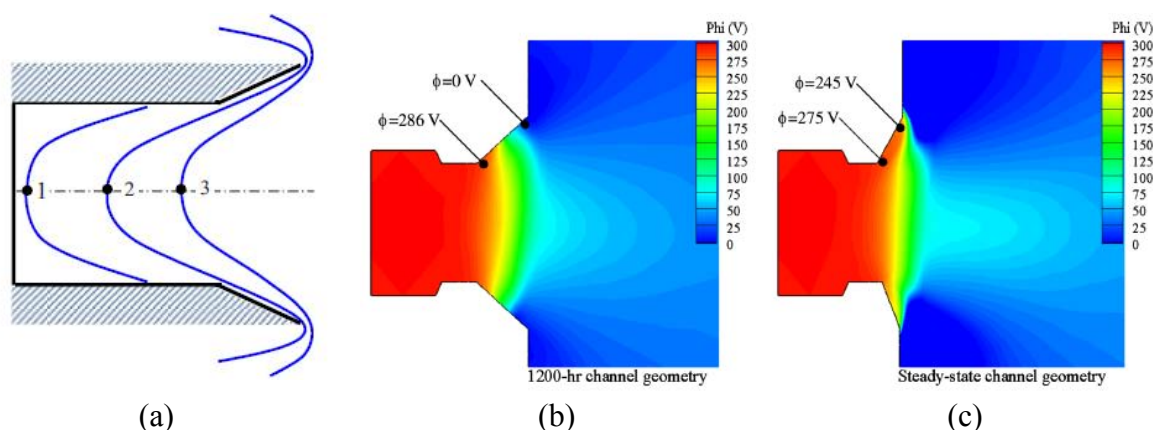 1
2
3
(a)
Phi (V)
300
275
250
225
200
175
150
125
100
75
50
25
0
ϕ=0 V
ϕ=286 V
1200-hr channel geometry
(b)
Phi (V)
300
275
250
225
200
175
150
125
100
75
50
25
0
ϕ=245 V
ϕ=275 V
Steady-state channel geometry
(c)